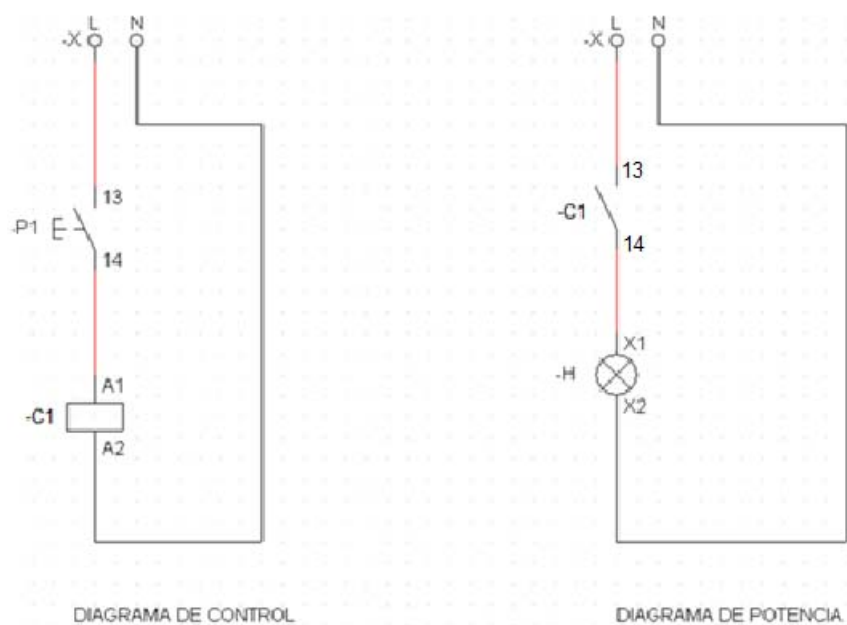 L N
-X
13
-P1
14
A1
-C1
A2
DIAGRAMA DE CONTROL
L N
-X
13
-C1
14
X1
-H
X2
DIAGRAMA DE POTENCIA